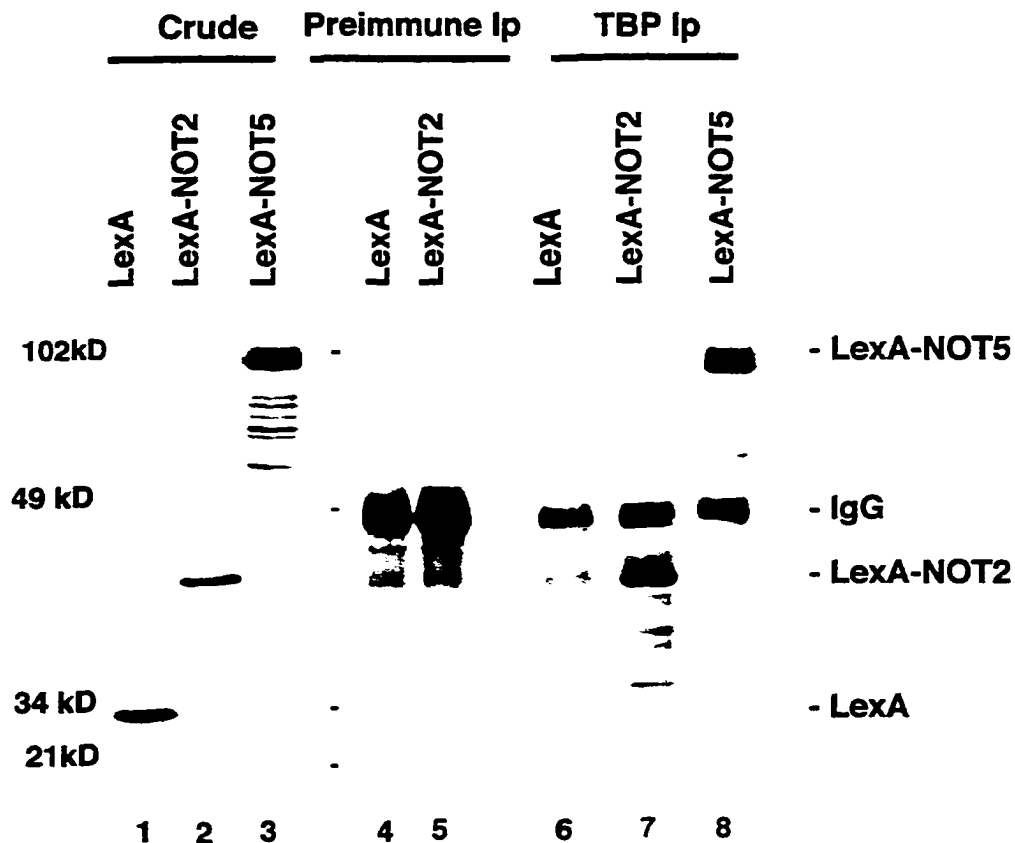 Crude Preimmune Ip TBP Ip
LexA LexA-NOT2 LexA-NOT5 LexA LexA-NOT2 LexA LexA-NOT2 LexA-NOT5
102kD - - LexA-NOT5
49 kD - - IgG
- LexA-NOT2
34 kD - - LexA
21kD -
1 2 3 4 5 6 7 8